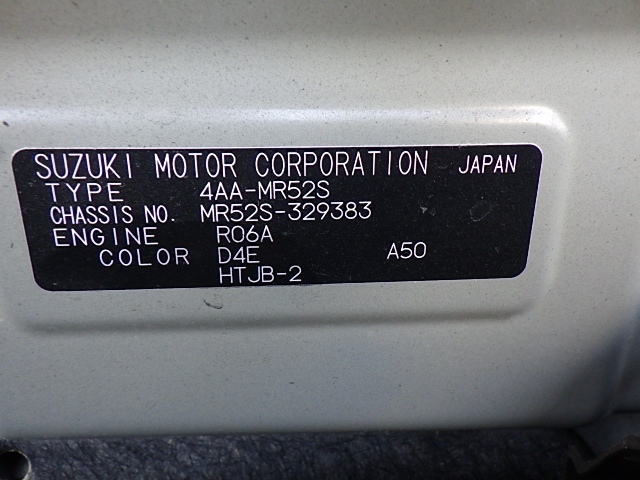 SUZUKI MOTOR CORPORATION JAPAN
TYPE 4AA-MR52S
CHASSIS NO. MR52S-329383
ENGINE R06A
COLOR D4E A50
HTJB-2